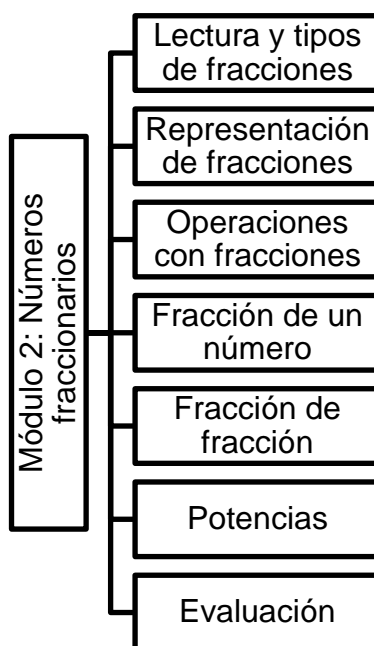 Módulo 2: Números
fraccionarios
Lectura y tipos
de fracciones
Representación
de fracciones
Operaciones
con fracciones
Fracción de un
número
Fracción de
fracción
Potencias
Evaluación